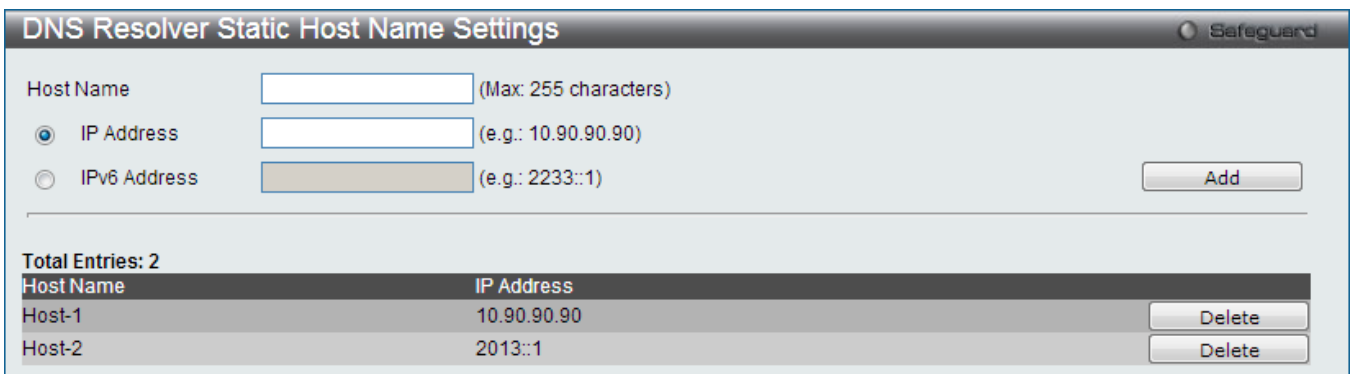 DNS Resolver Static Host Name Settings Safeguard
Host Name (Max: 255 characters)
IP Address (e.g.: 10.90.90.90)
IPv6 Address (e.g.: 2233::1) Add
Total Entries: 2
Host Name IP Address
Host-1 10.90.90.90 Delete
Host-2 2013::1 Delete